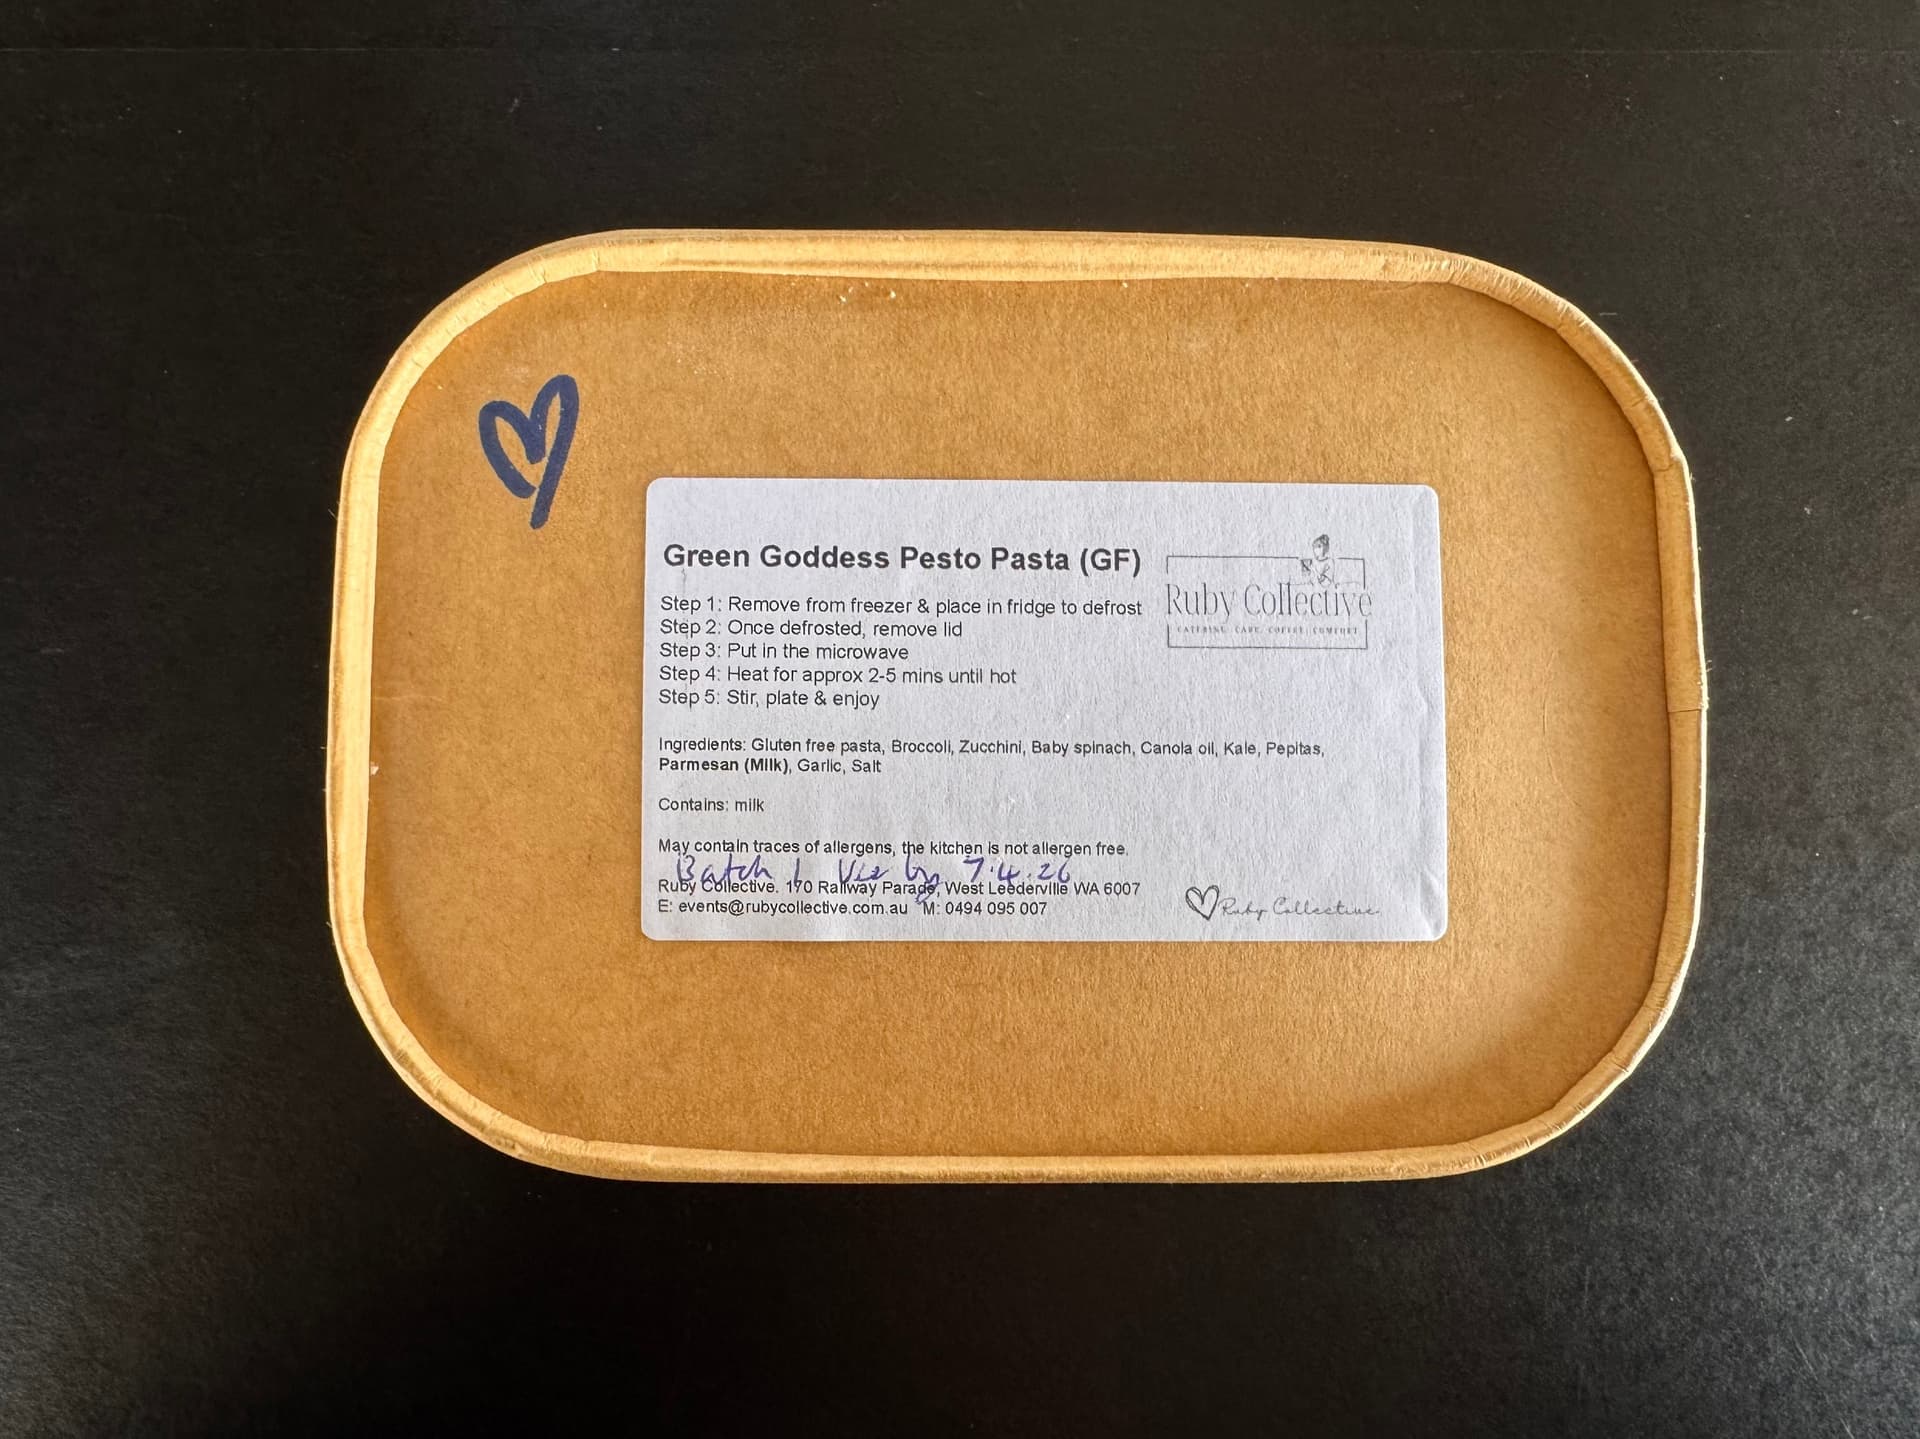 Green Goddess Pesto Pasta (GF)
Step 1: Remove from freezer & place in fridge to defrost
Step 2: Once defrosted, remove lid
Step 3: Put in the microwave
Step 4: Heat for approx 2-5 mins until hot
Step 5: Stir, plate & enjoy
Ruby Collective
CATERING. CARE. COFFEE. COMFORT
Ingredients: Gluten free pasta, Broccoli, Zucchini, Baby spinach, Canola oil, Kale, Pepitas,
Parmesan (Milk), Garlic, Salt
Contains: milk
May contain traces of allergens, the kitchen is not allergen free.
Batch 1 Use by 7.4.26
Ruby Collective. 170 Railway Parade, West Leederville WA 6007
E: events@rubycollective.com.au M: 0494 095 007
Ruby Collective